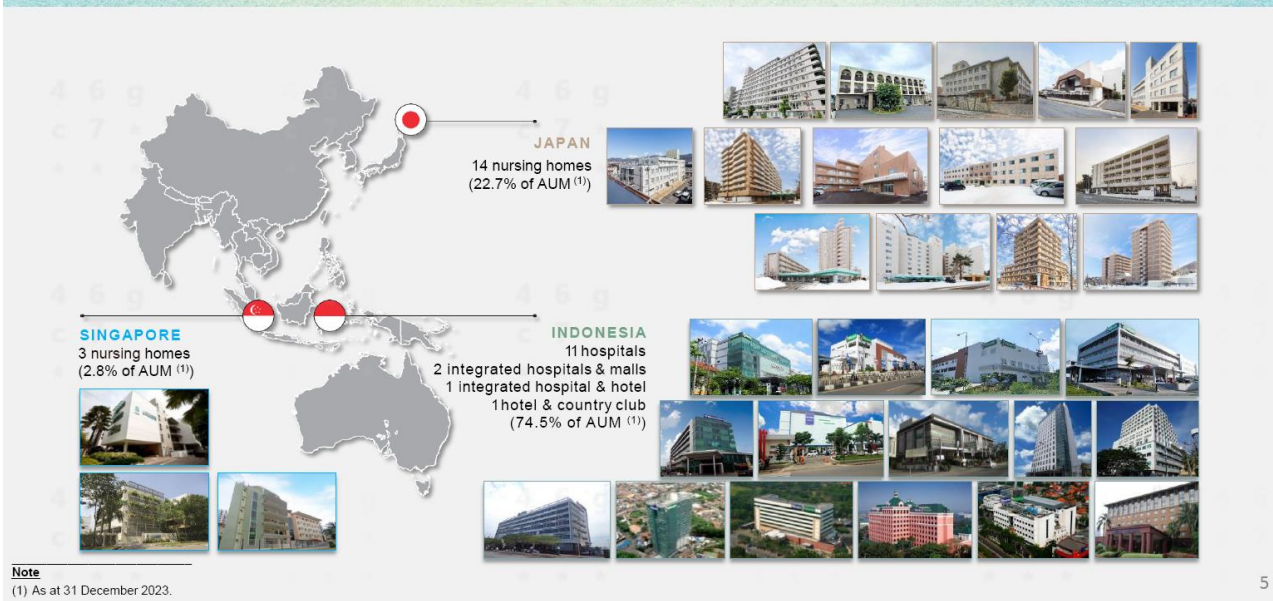 JAPAN
14 nursing homes
(22.7% of AUM (1))
SINGAPORE
3 nursing homes
(2.8% of AUM (1))
INDONESIA
11 hospitals
2 integrated hospitals & malls
1 integrated hospital & hotel
1hotel & country club
(74.5% of AUM (1))
Note
(1) As at 31 December 2023.
5